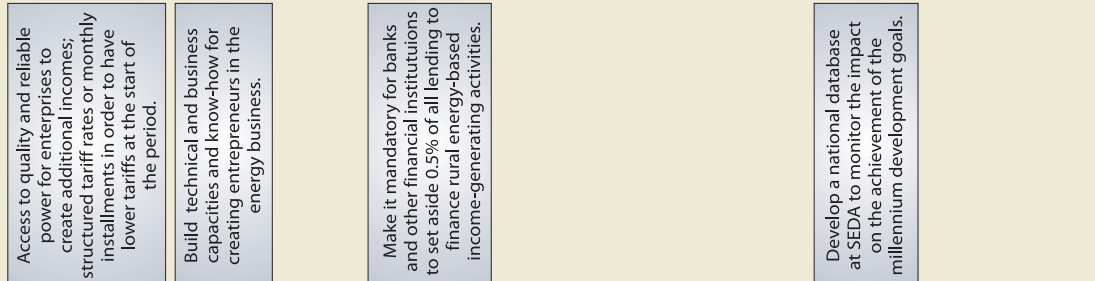 Access to quality and reliable
power for enterprises to
create additional incomes;
structured tariff rates or monthly
installments in order to have
lower tariffs at the start of
the period.
Build technical and business
capacities and know-how for
creating entrepreneurs in the
energy business.
Make it mandatory for banks
and other financial institutuions
to set aside 0.5% of all lending to
finance rural energy-based
income-generating activities.
Develop a national database
at SEDA to monitor the impact
on the achievement of the
millennium development goals.